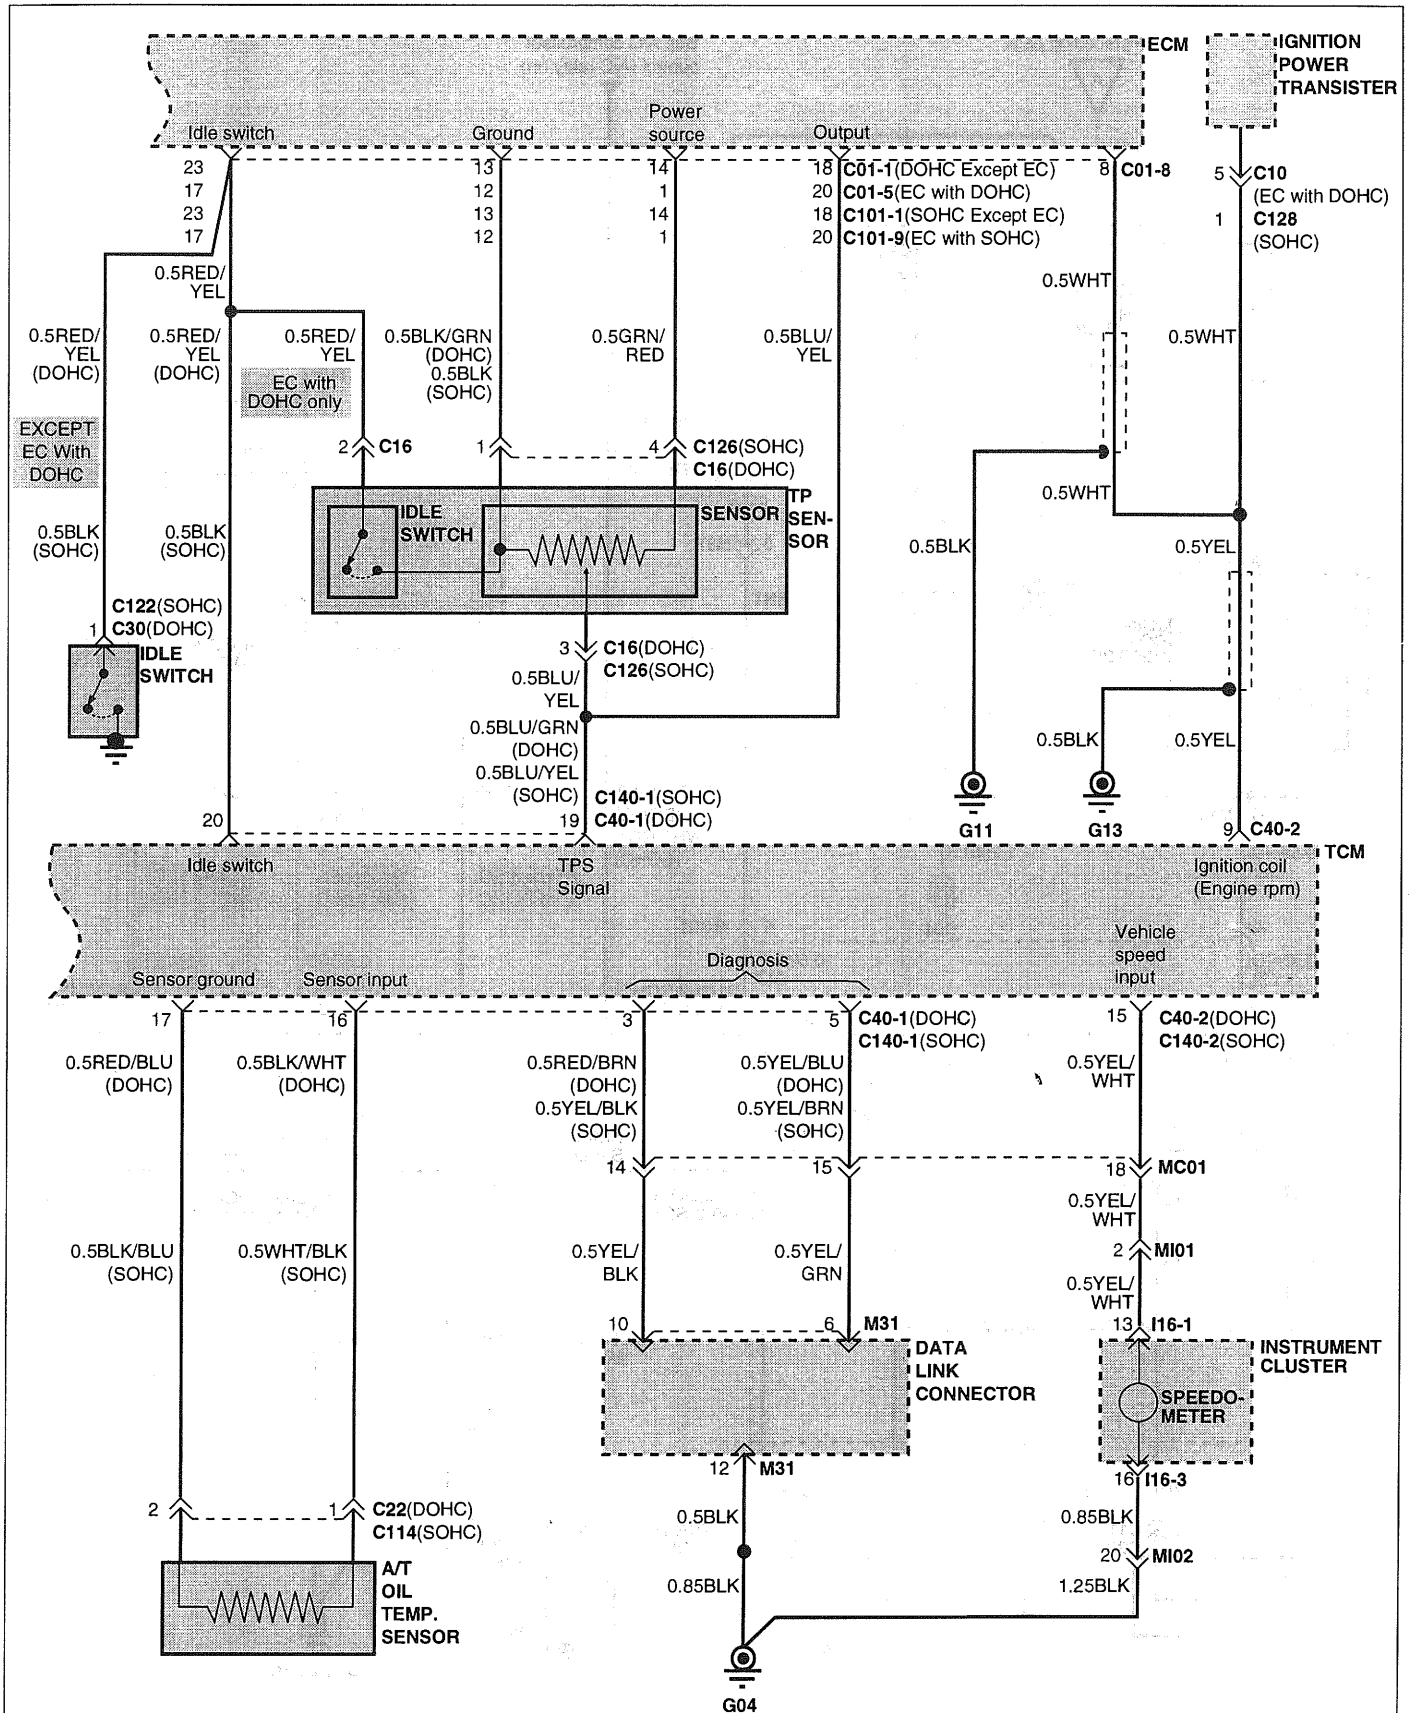 ECM
IGNITION
POWER
TRANSISTER
Idle switch
Ground
Power
source
Output
23
13
14
18 C01-1(DOHC Except EC)
8 C01-8
5 C10
(EC with DOHC)
17
12
1
20 C01-5(EC with DOHC)
23
13
14
18 C101-1(SOHC Except EC)
1 C128
(SOHC)
17
12
1
20 C101-9(EC with SOHC)
0.5RED/
YEL
0.5WHT
0.5RED/
YEL
(DOHC)
0.5RED/
YEL
(DOHC)
0.5RED/
YEL
0.5BLK/GRN
(DOHC)
0.5BLK
(SOHC)
0.5GRN/
RED
0.5BLU/
YEL
0.5WHT
EC with
DOHC only
EXCEPT
EC With
DOHC
2 C16
1
4 C126(SOHC)
C16(DOHC)
0.5WHT
0.5BLK
(SOHC)
0.5BLK
(SOHC)
IDLE
SWITCH
SENSOR
TP
SEN-
SOR
0.5BLK
0.5YEL
C122(SOHC)
1 C30(DOHC)
IDLE
SWITCH
3 C16(DOHC)
C126(SOHC)
0.5BLU/
YEL
0.5BLU/GRN
(DOHC)
0.5BLU/YEL
(SOHC)
0.5BLK
0.5YEL
C140-1(SOHC)
20
19 C40-1(DOHC)
G11
G13
9 C40-2
TCM
Idle switch
TPS
Signal
Ignition coil
(Engine rpm)
Sensor ground
Sensor input
Diagnosis
Vehicle
speed
input
17
16
3
5 C40-1(DOHC)
C140-1(SOHC)
15 C40-2(DOHC)
C140-2(SOHC)
0.5RED/BLU
(DOHC)
0.5BLK/WHT
(DOHC)
0.5RED/BRN
(DOHC)
0.5YEL/BLK
(SOHC)
0.5YEL/BLU
(DOHC)
0.5YEL/BRN
(SOHC)
0.5YEL/
WHT
14
15
18 MC01
0.5YEL/
WHT
0.5BLK/BLU
(SOHC)
0.5WHT/BLK
(SOHC)
0.5YEL/
BLK
0.5YEL/
GRN
2 MI01
0.5YEL/
WHT
10
6 M31
13 I16-1
DATA
LINK
CONNECTOR
INSTRUMENT
CLUSTER
SPEEDO-
METER
12 M31
16 I16-3
2
1 C22(DOHC)
C114(SOHC)
0.5BLK
0.85BLK
20 MI02
A/T
OIL
TEMP.
SENSOR
0.85BLK
1.25BLK
G04